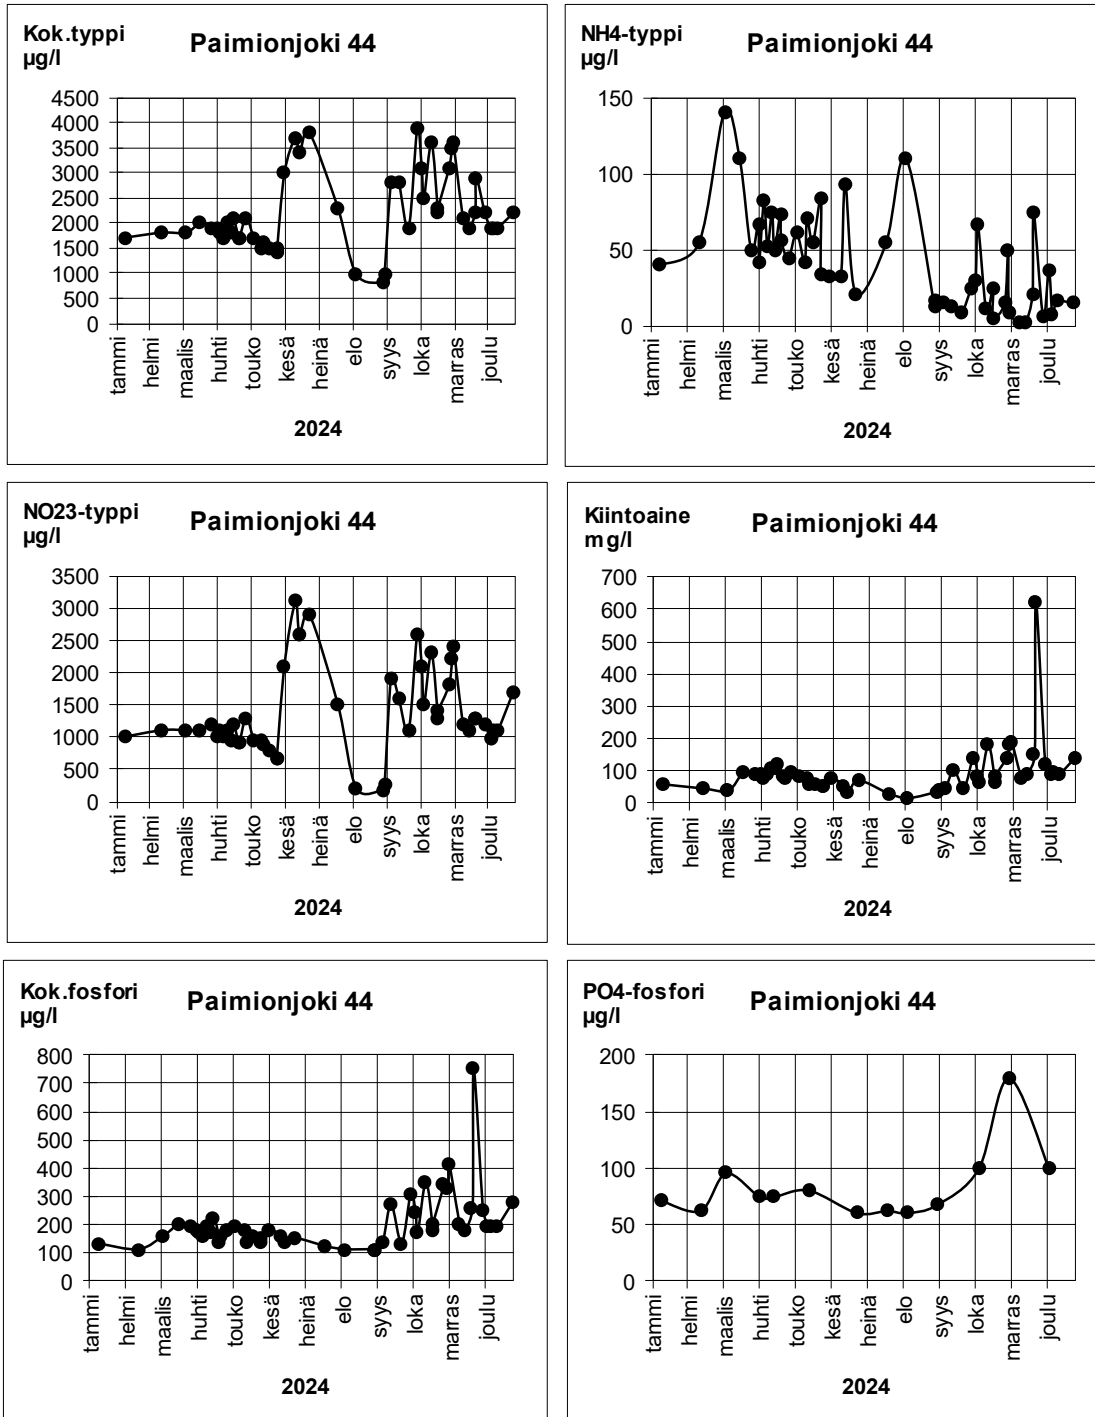 Kok.typpi
µg/l
Paimionjoki 44
4500
4000
3500
3000
2500
2000
1500
1000
500
0
tammi
helmi
maalis
huhti
touko
kesä
heinä
elo
syys
loka
marras
joulu
2024
NH4-typpi
µg/l
Paimionjoki 44
150
100
50
0
tammi
helmi
maalis
huhti
touko
kesä
heinä
elo
syys
loka
marras
joulu
2024
NO23-typpi
µg/l
Paimionjoki 44
3500
3000
2500
2000
1500
1000
500
0
tammi
helmi
maalis
huhti
touko
kesä
heinä
elo
syys
loka
marras
joulu
2024
Kiintoaine
mg/l
Paimionjoki 44
700
600
500
400
300
200
100
0
tammi
helmi
maalis
huhti
touko
kesä
heinä
elo
syys
loka
marras
joulu
2024
Kok.fosfori
µg/l
Paimionjoki 44
800
700
600
500
400
300
200
100
0
tammi
helmi
maalis
huhti
touko
kesä
heinä
elo
syys
loka
marras
joulu
2024
PO4-fosfori
µg/l
Paimionjoki 44
200
150
100
50
0
tammi
helmi
maalis
huhti
touko
kesä
heinä
elo
syys
loka
marras
joulu
2024